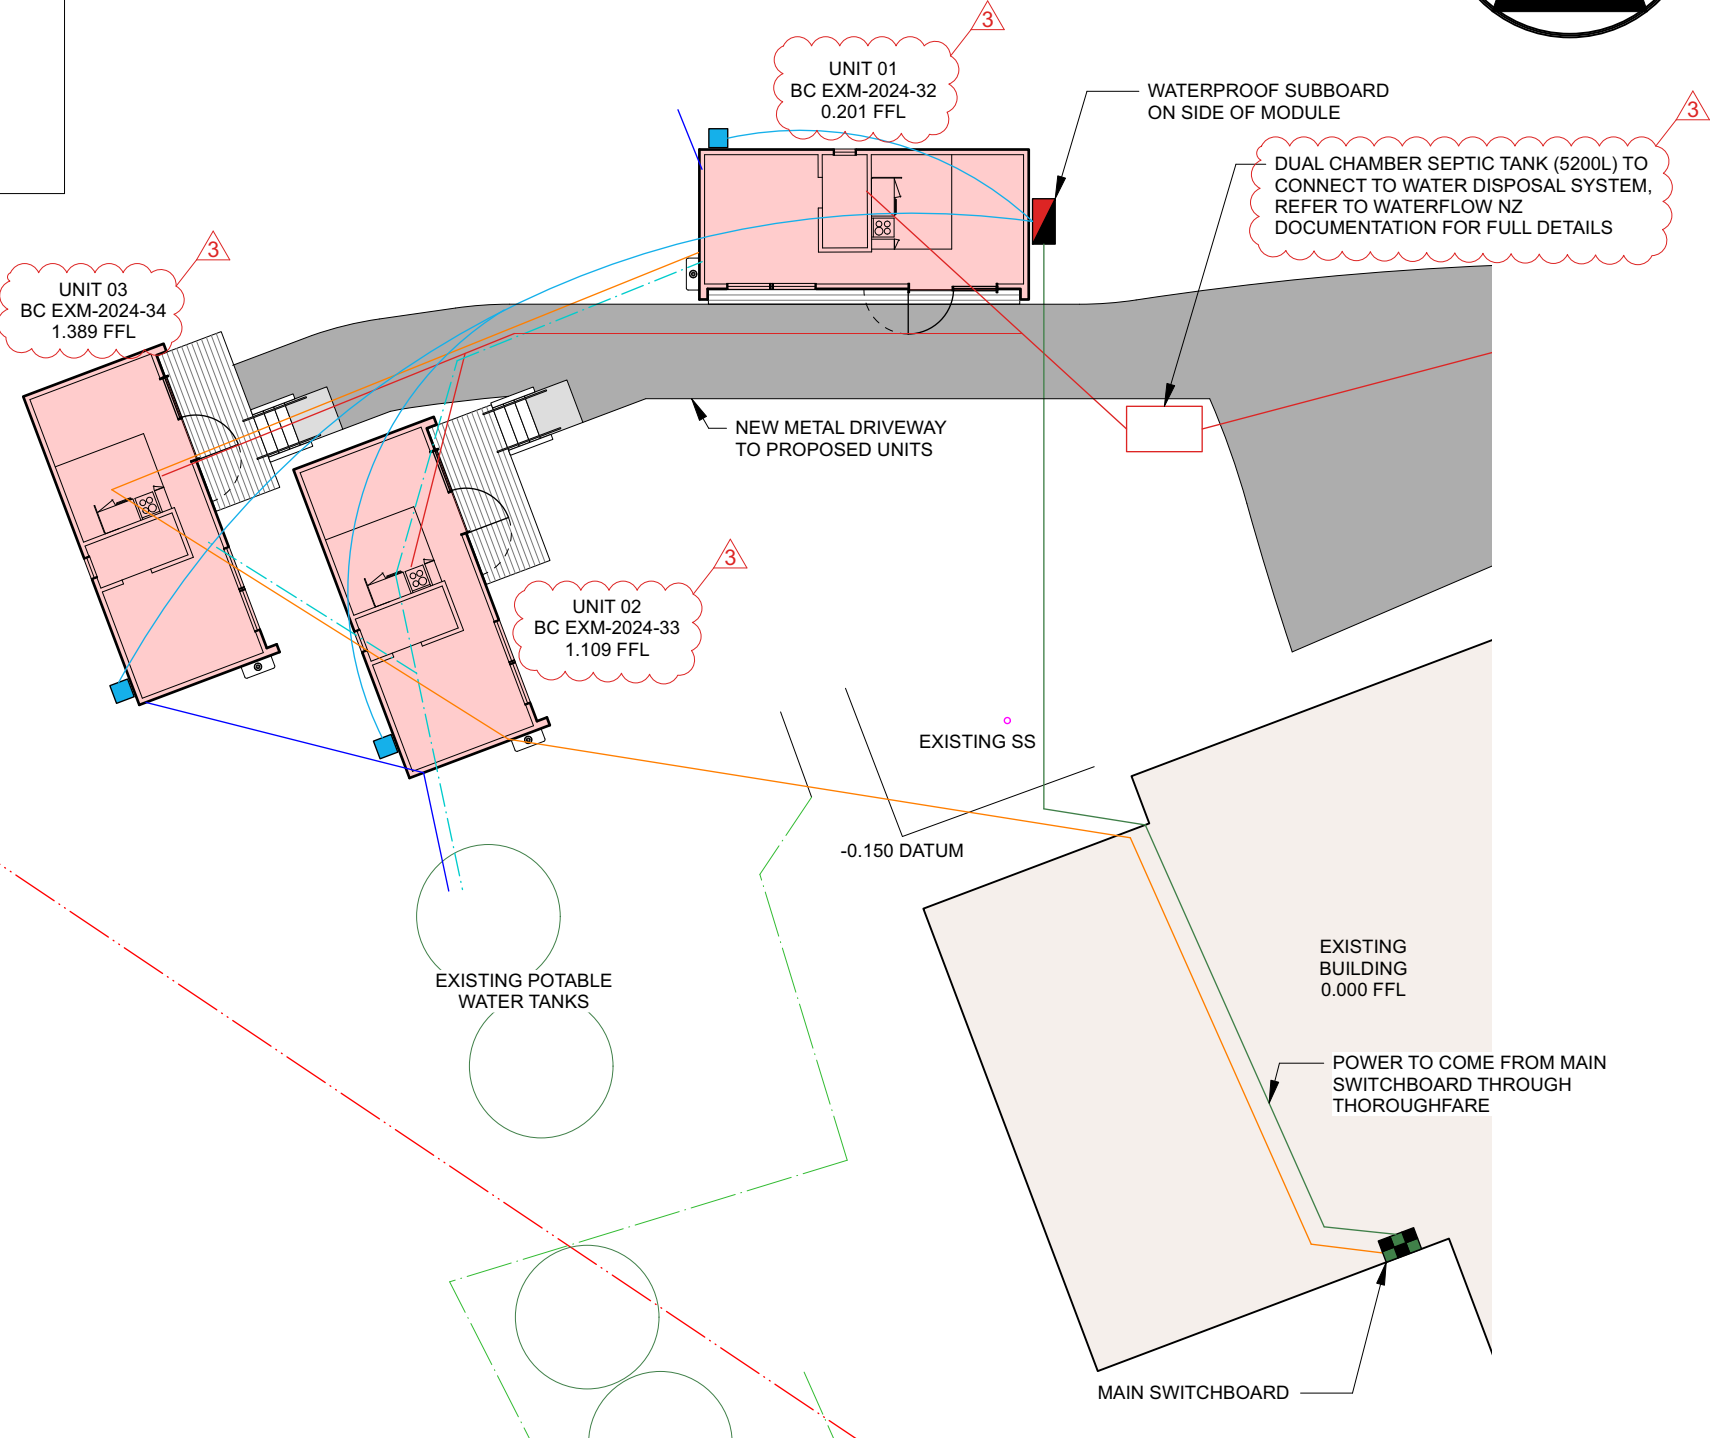 3
UNIT 01
BC EXM-2024-32
0.201 FFL
WATERPROOF SUBBOARD
ON SIDE OF MODULE
3
DUAL CHAMBER SEPTIC TANK (5200L) TO
CONNECT TO WATER DISPOSAL SYSTEM,
REFER TO WATERFLOW NZ
DOCUMENTATION FOR FULL DETAILS
3
UNIT 03
BC EXM-2024-34
1.389 FFL
NEW METAL DRIVEWAY
TO PROPOSED UNITS
3
UNIT 02
BC EXM-2024-33
1.109 FFL
EXISTING SS
-0.150 DATUM
EXISTING POTABLE
WATER TANKS
EXISTING
BUILDING
0.000 FFL
POWER TO COME FROM MAIN
SWITCHBOARD THROUGH
THOROUGHFARE
MAIN SWITCHBOARD